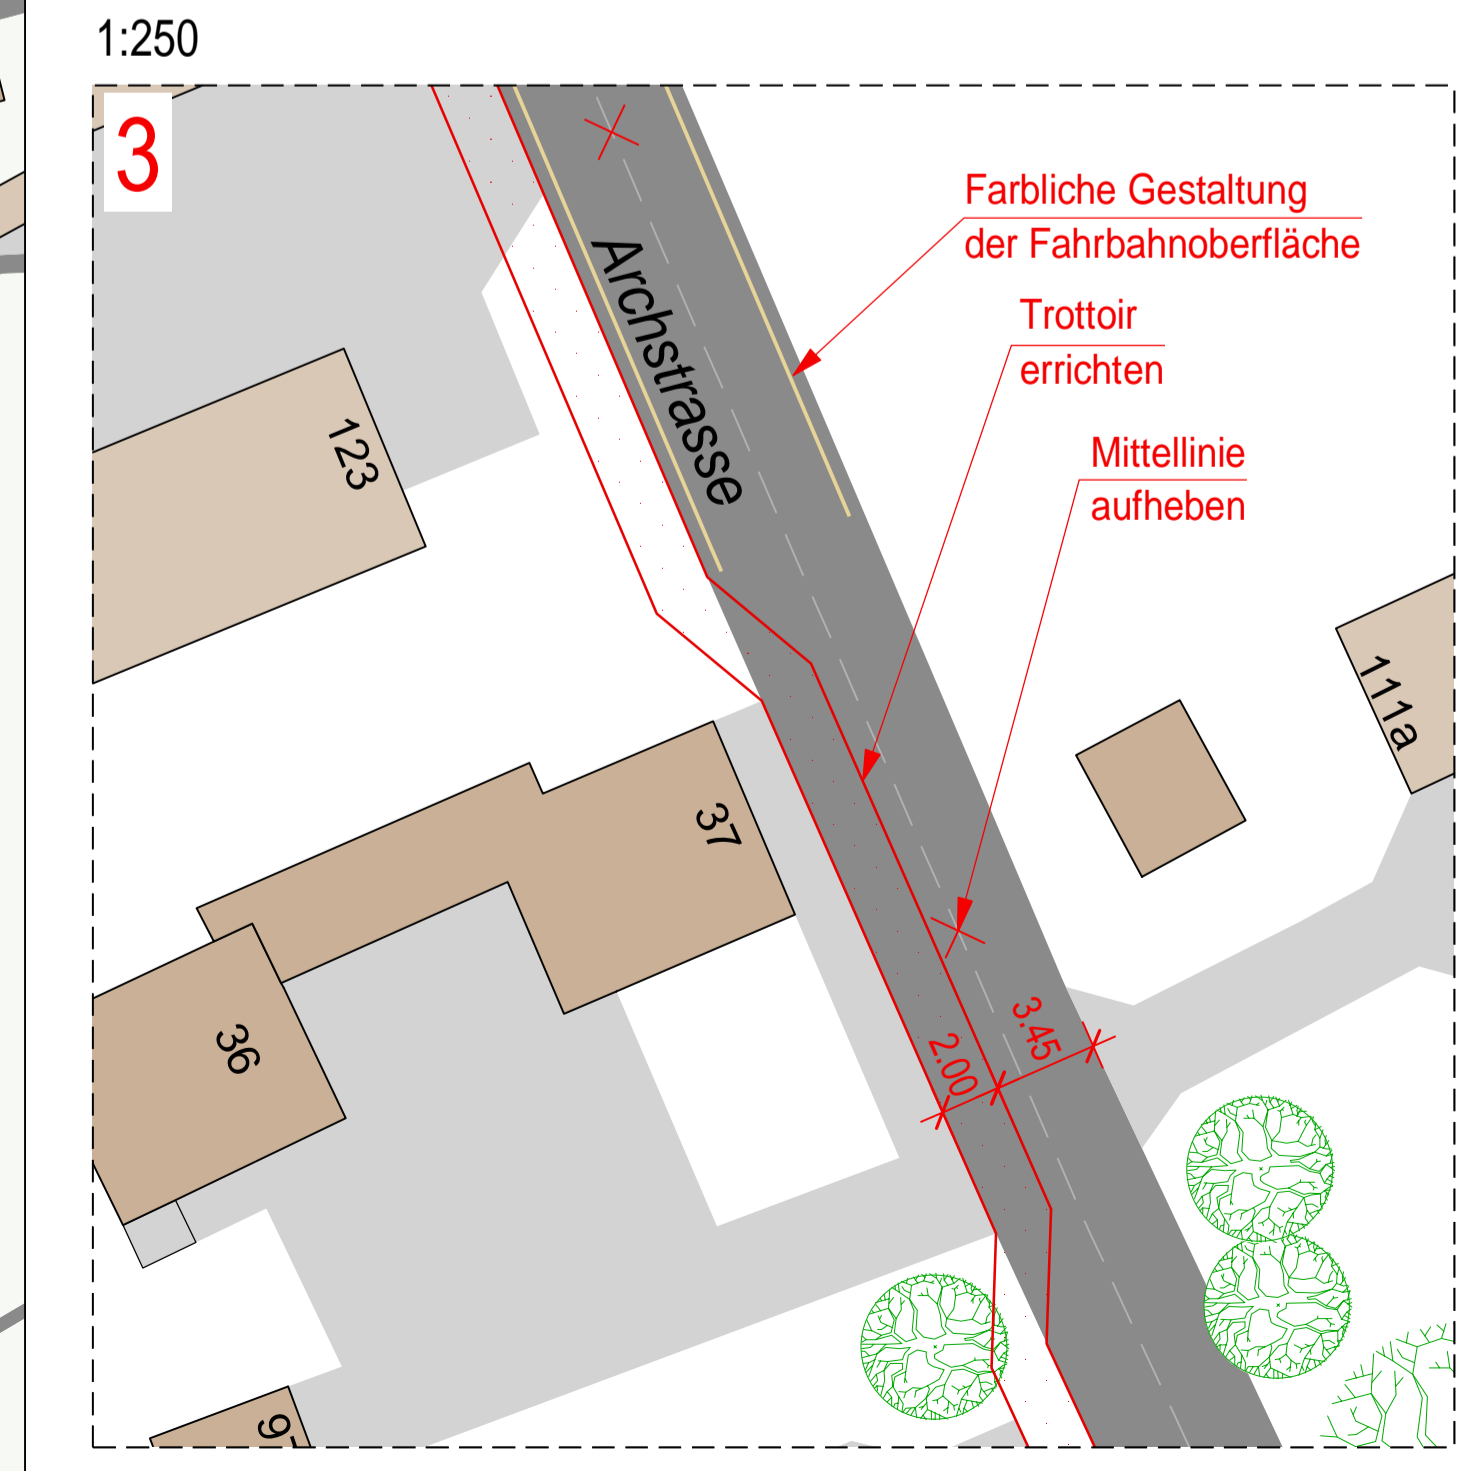 1:250
3
Farbliche Gestaltung
der Fahrbahnoberfläche
Trottoir
errichten
Archstrasse
Mittellinie
aufheben
123
111a
37
36
3.45
2.00